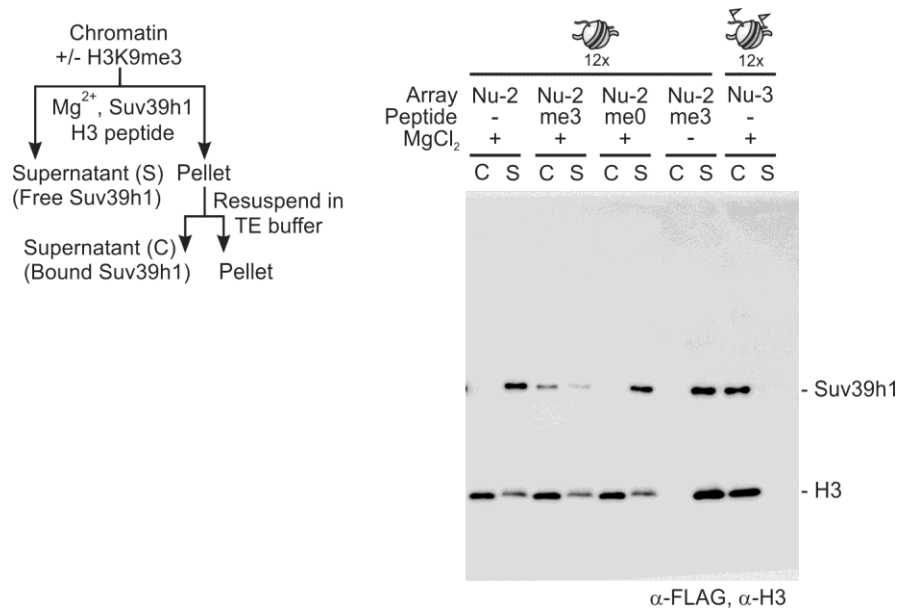 Chromatin
+/- H3K9me3
Mg²⁺, Suv39h1
H3 peptide
Supernatant (S)
(Free Suv39h1)
Pellet
Resuspend in
TE buffer
Supernatant (C)
(Bound Suv39h1)
Pellet
12x 12x
Array Nu-2 Nu-2 Nu-2 Nu-2 Nu-3
Peptide - me3 me0 me3 -
MgCl₂ + + + - +
C S C S C S C S C S
- Suv39h1
- H3
α-FLAG, α-H3